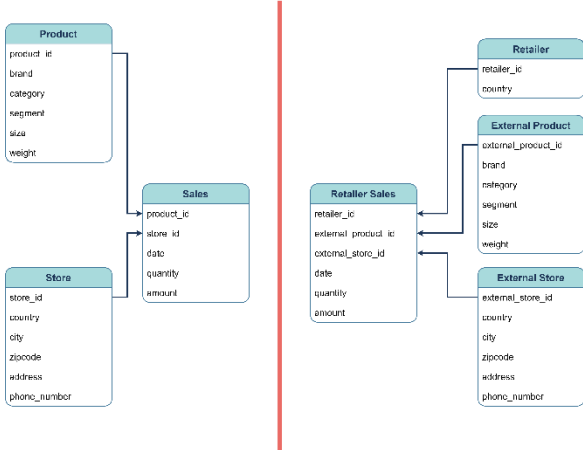 Product
product_id
brand
category
segment
size
weight
Sales
product_id
store_id
date
quantity
amount
Store
store_id
country
city
zipcode
address
phone_number
Retailer
retailer_id
country
External Product
external_product_id
brand
category
segment
size
weight
Retailer Sales
retailer_id
external_product_id
external_store_id
date
quantity
amount
External Store
external_store_id
country
city
zipcode
address
phone_number